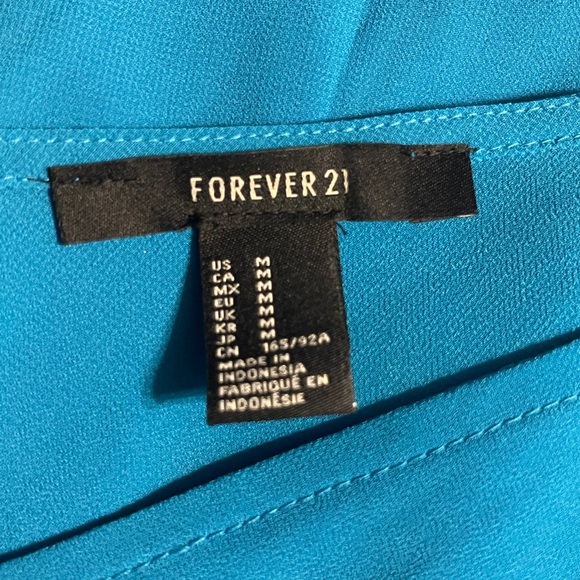 FOREVER 21
US M
CA M
MX M
EU M
UK M
KR M
JP M
CN 165/92A
MADE IN
INDONESIA
FABRIQUÉ EN
INDONÉSIE